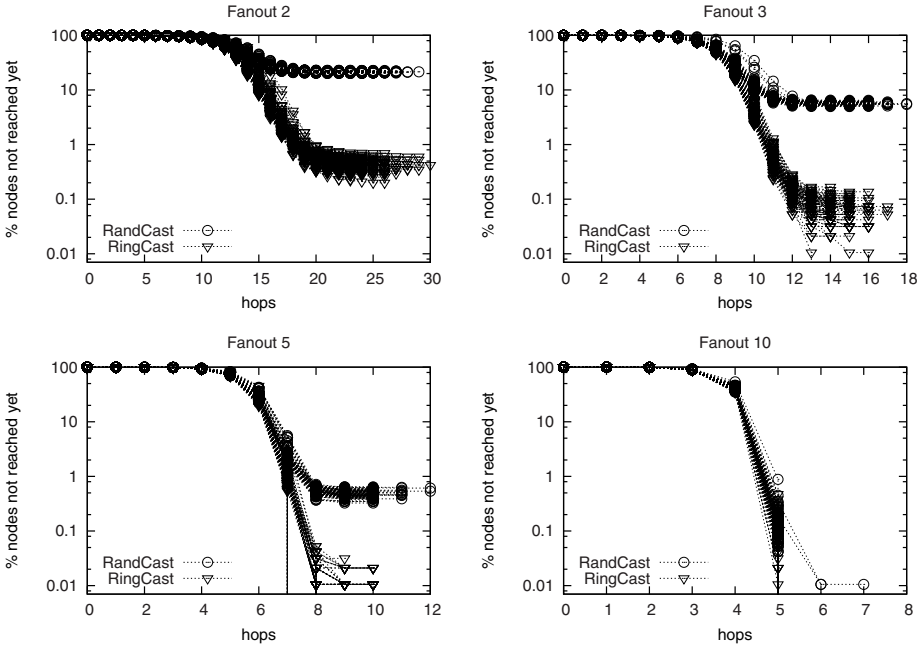 Fanout 2
% nodes not reached yet
100
10
1
0.1
0.01
RandCast
RingCast
0 5 10 15 20 25 30
hops
Fanout 3
% nodes not reached yet
100
10
1
0.1
0.01
RandCast
RingCast
0 2 4 6 8 10 12 14 16 18
hops
Fanout 5
% nodes not reached yet
100
10
1
0.1
0.01
RandCast
RingCast
0 2 4 6 8 10 12
hops
Fanout 10
% nodes not reached yet
100
10
1
0.1
0.01
RandCast
RingCast
0 1 2 3 4 5 6 7 8
hops